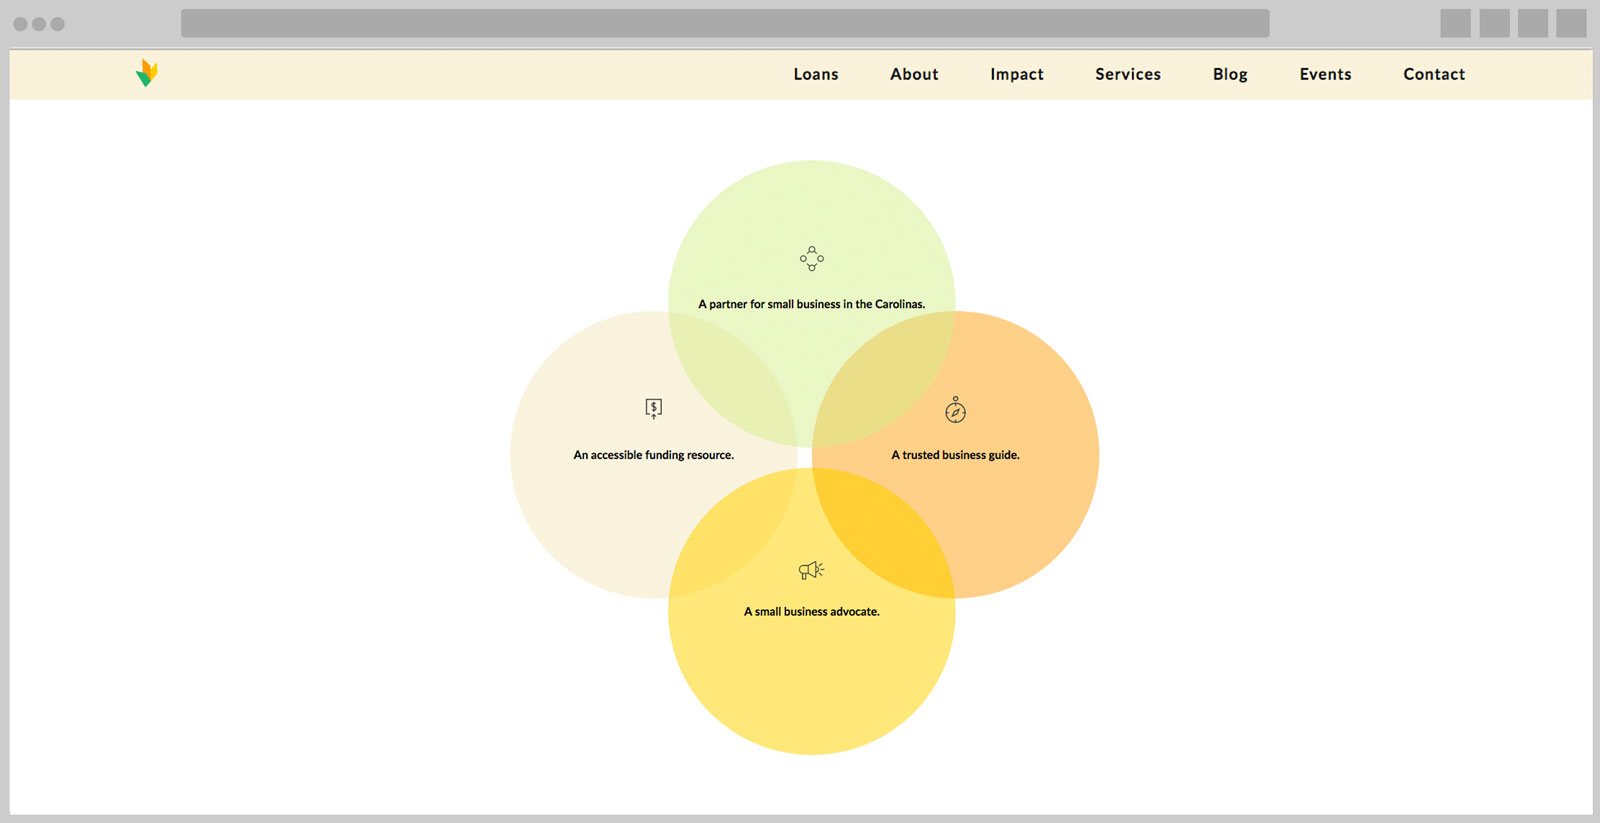 Loans About Impact Services Blog Events Contact
A partner for small business in the Carolinas.
An accessible funding resource.
A trusted business guide.
A small business advocate.